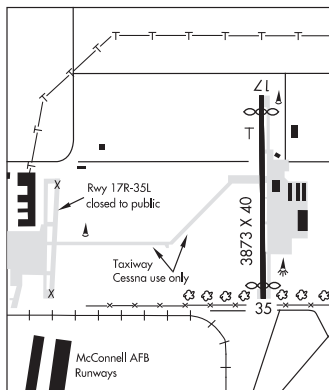 T T T T T
T
T
T
T
17
T
X
Rwy 17R-35L
closed to public
3873 X 40
Taxiway
Cessna use only
X
35
McConnell AFB
Runways